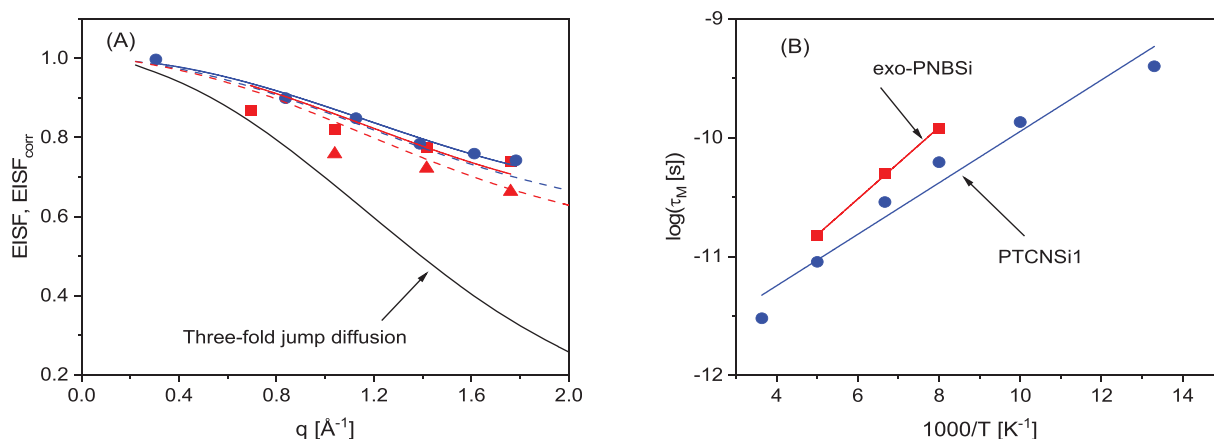 (A)
1.0
0.8
0.6
0.4
0.2
EISF, EISFcorr
Three-fold jump diffusion
0.0
0.4
0.8
1.2
1.6
2.0
q [Å⁻¹]
(B)
-9
-10
-11
-12
log(τM [s])
exo-PNBSi
PTCNSi1
4
6
8
10
12
14
1000/T [K⁻¹]